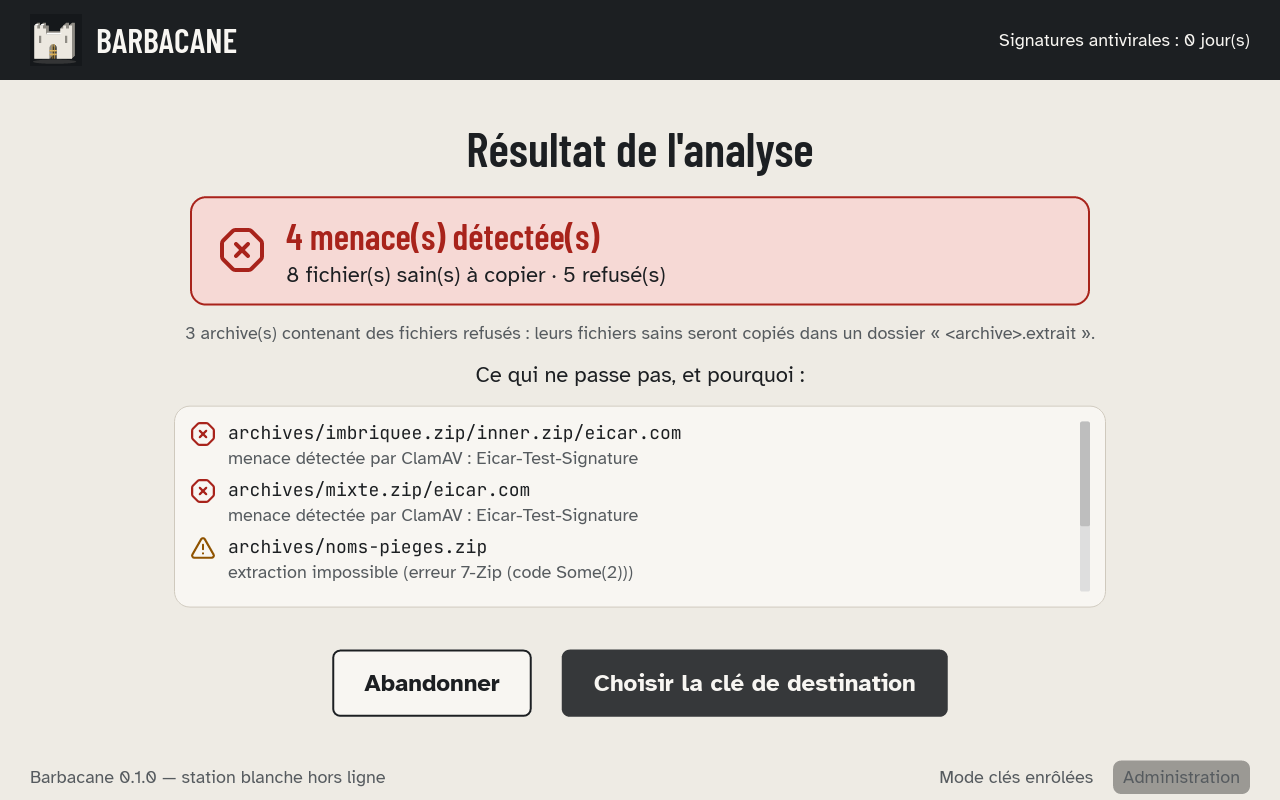 BARBACANE
Signatures antivirales : 0 jour(s)
Résultat de l'analyse
4 menace(s) détectée(s)
8 fichier(s) sain(s) à copier · 5 refusé(s)
3 archive(s) contenant des fichiers refusés : leurs fichiers sains seront copiés dans un dossier « <archive>.extrait ».
Ce qui ne passe pas, et pourquoi :
archives/imbriquee.zip/inner.zip/eicar.com
menace détectée par ClamAV : Eicar-Test-Signature
archives/mixte.zip/eicar.com
menace détectée par ClamAV : Eicar-Test-Signature
archives/noms-pieges.zip
extraction impossible (erreur 7-Zip (code Some(2)))
Abandonner
Choisir la clé de destination
Barbacane 0.1.0 — station blanche hors ligne
Mode clés enrôlées
Administration